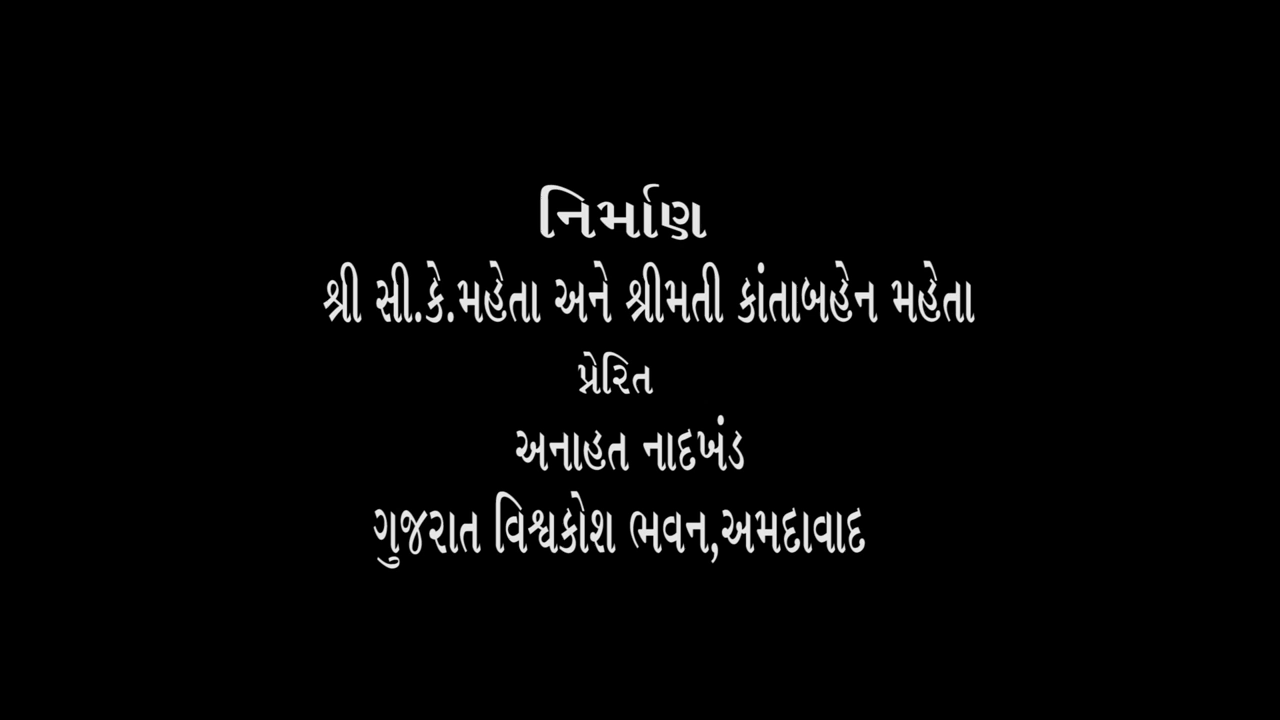 નિર્માણ
શ્રી સી.કે.મહેતા અને શ્રીમતી કાંતાબહેન મહેતા
પ્રેરિત
અનાહત નાદખંડ
ગુજરાત વિશ્વકોશ ભવન,અમદાવાદ